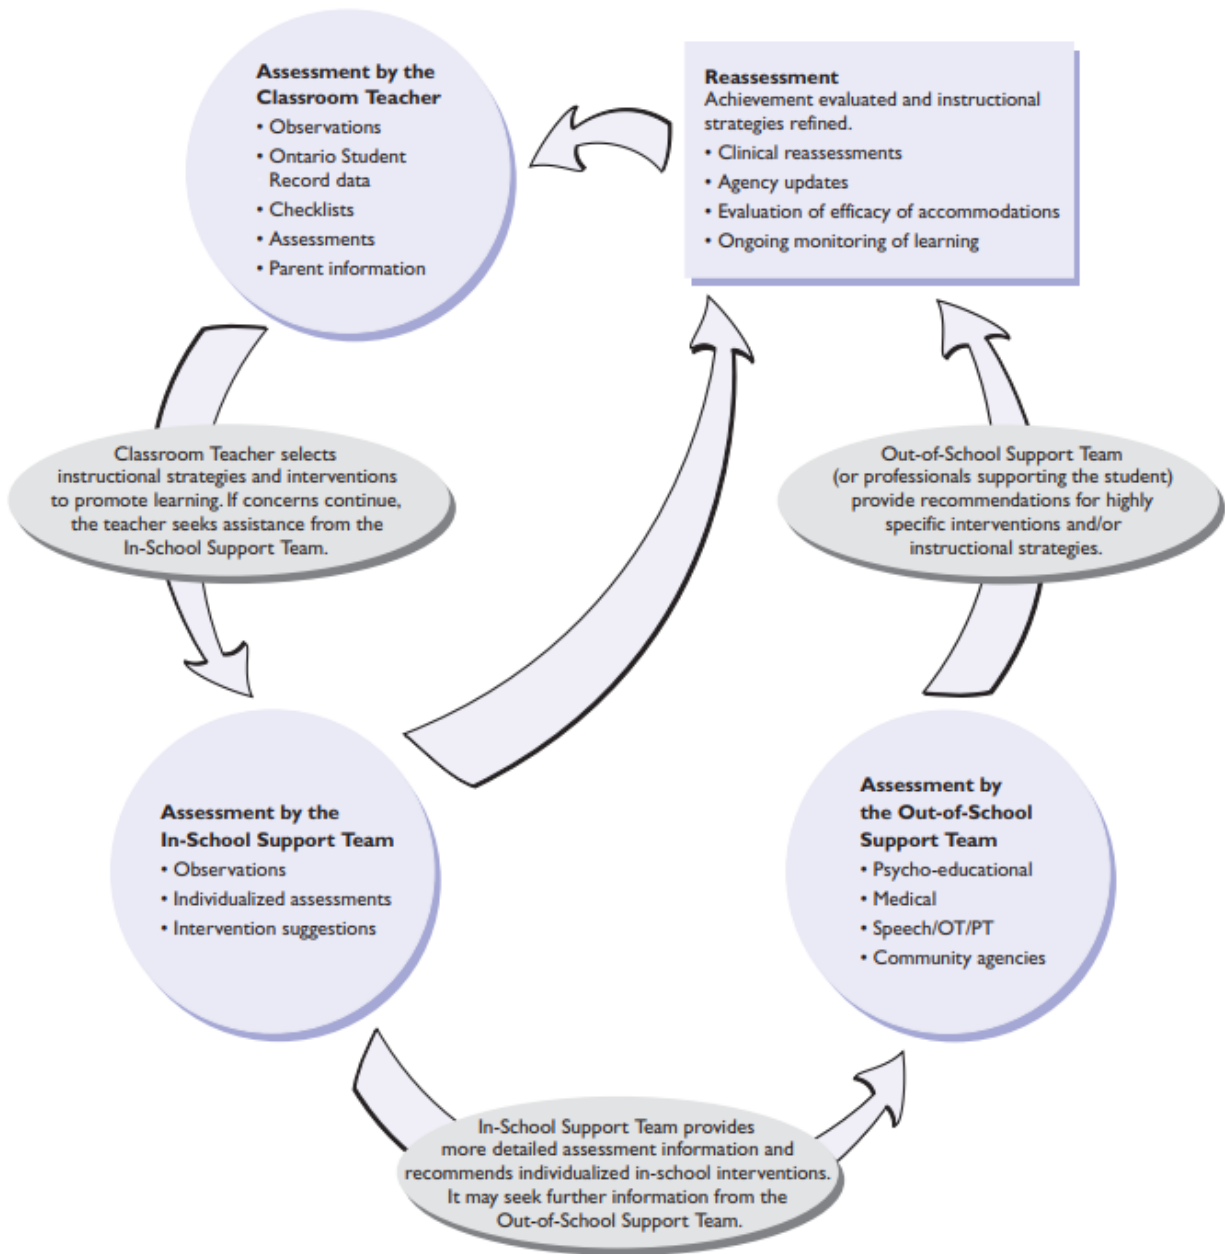 Assessment by the
Classroom Teacher
• Observations
• Ontario Student
Record data
• Checklists
• Assessments
• Parent information
Reassessment
Achievement evaluated and instructional
strategies refined.
• Clinical reassessments
• Agency updates
• Evaluation of efficacy of accommodations
• Ongoing monitoring of learning
Classroom Teacher selects
instructional strategies and interventions
to promote learning. If concerns continue,
the teacher seeks assistance from the
In-School Support Team.
Out-of-School Support Team
(or professionals supporting the student)
provide recommendations for highly
specific interventions and/or
instructional strategies.
Assessment by the
In-School Support Team
• Observations
• Individualized assessments
• Intervention suggestions
Assessment by
the Out-of-School
Support Team
• Psycho-educational
• Medical
• Speech/OT/PT
• Community agencies
In-School Support Team provides
more detailed assessment information and
recommends individualized in-school interventions.
It may seek further information from the
Out-of-School Support Team.